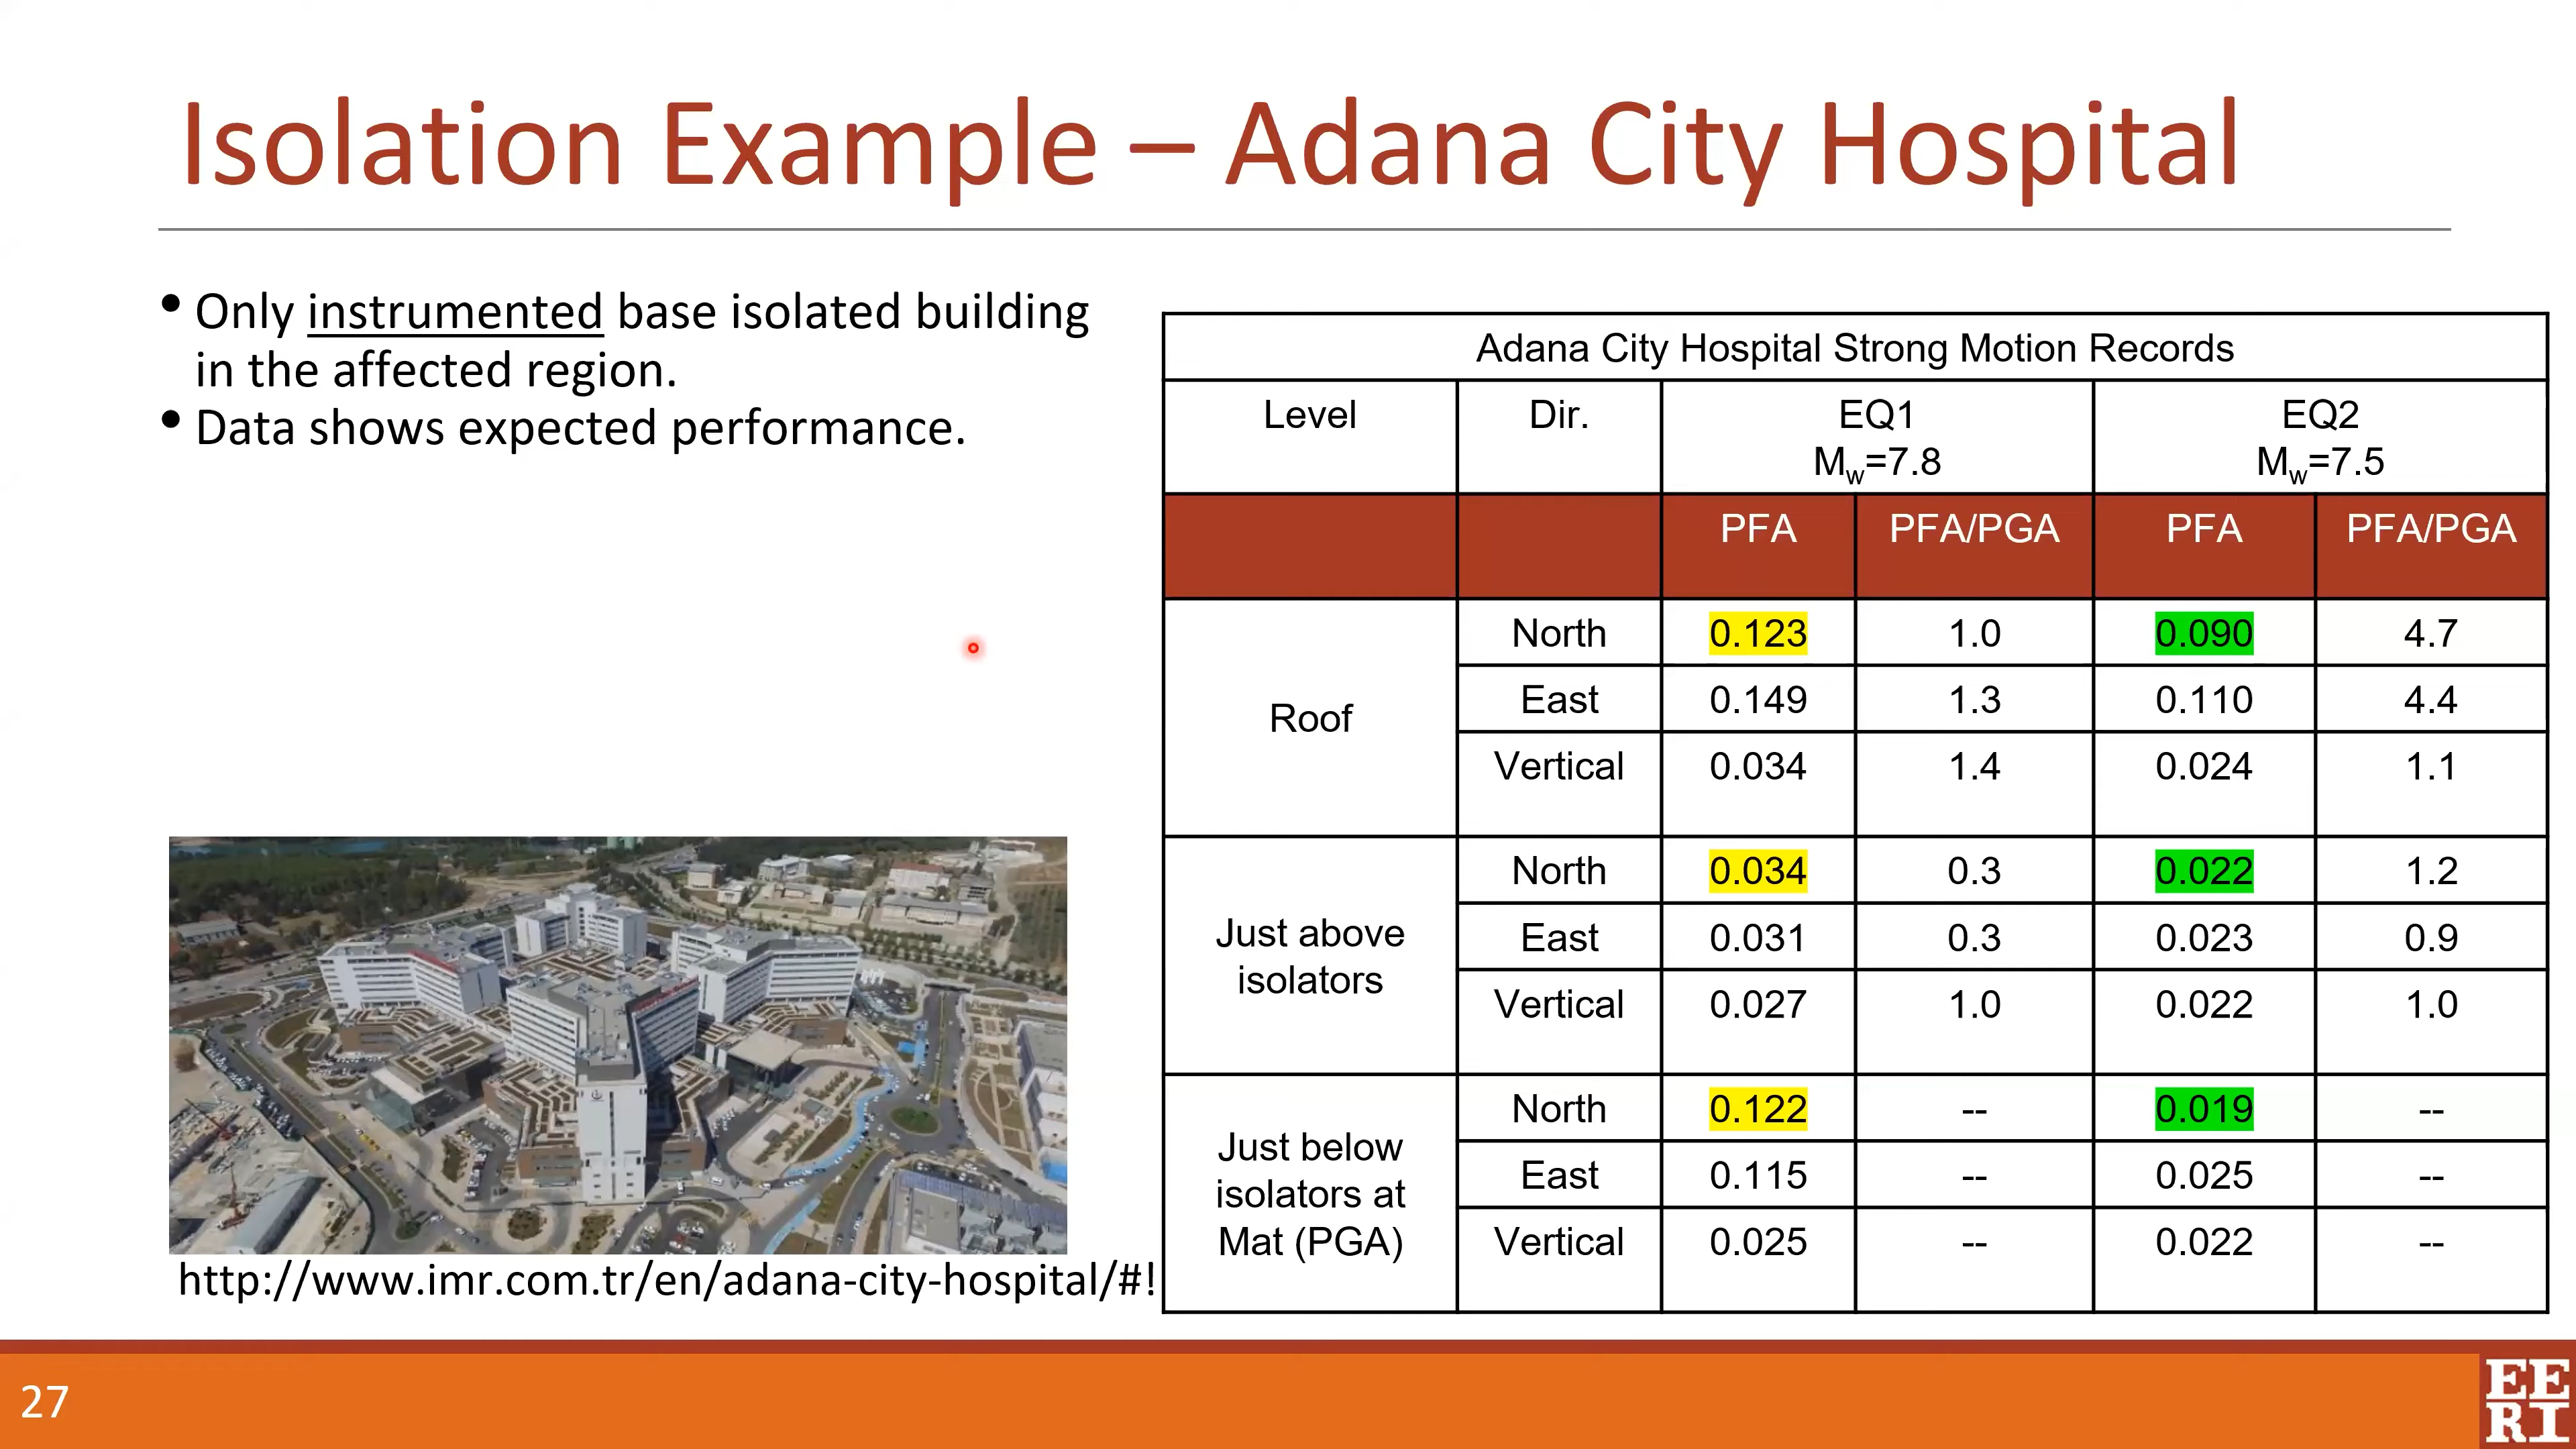 Isolation Example – Adana City Hospital
• Only instrumented base isolated building
in the affected region.
• Data shows expected performance.
http://www.imr.com.tr/en/adana-city-hospital/#!
Adana City Hospital Strong Motion Records
Level Dir. EQ1 EQ2
Mw=7.8 Mw=7.5
PFA PFA/PGA PFA PFA/PGA
Roof
North 0.123 1.0 0.090 4.7
East 0.149 1.3 0.110 4.4
Vertical 0.034 1.4 0.024 1.1
Just above
isolators
North 0.034 0.3 0.022 1.2
East 0.031 0.3 0.023 0.9
Vertical 0.027 1.0 0.022 1.0
Just below
isolators at
Mat (PGA)
North 0.122 -- 0.019 --
East 0.115 -- 0.025 --
Vertical 0.025 -- 0.022 --
27
EE
RI